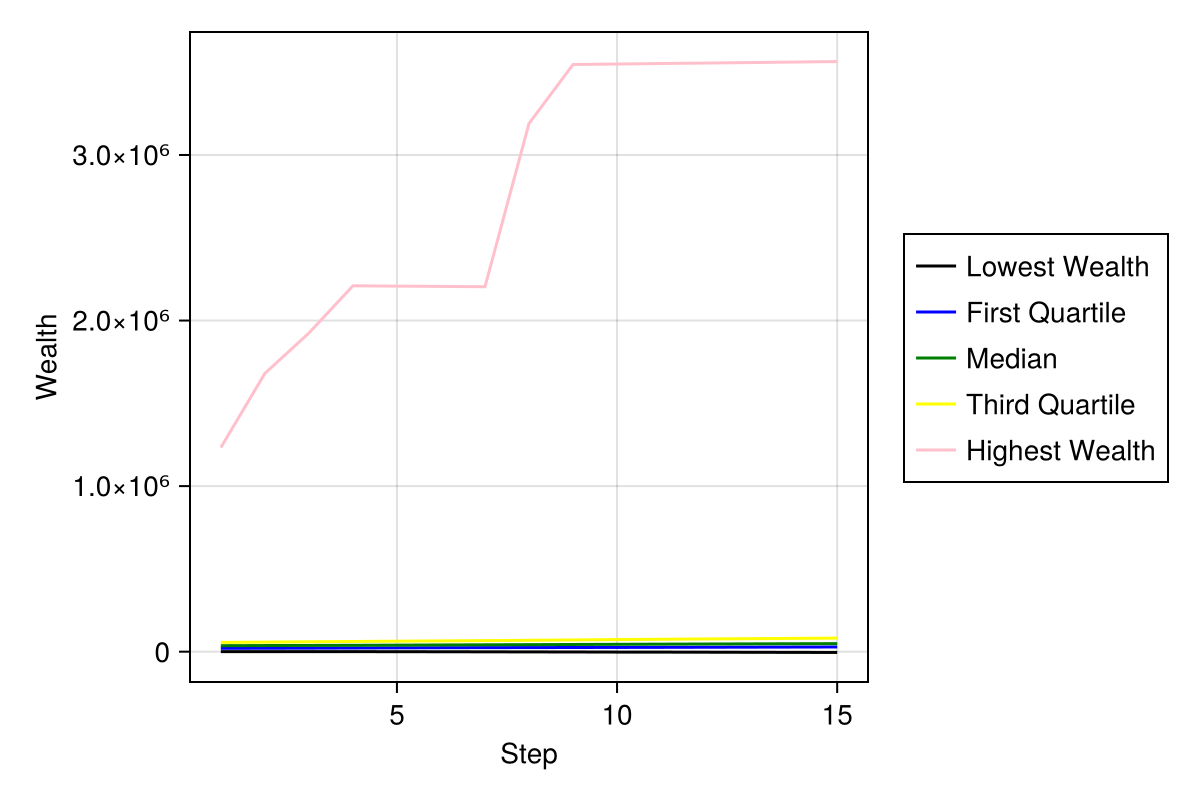 3.0×10⁶
2.0×10⁶
1.0×10⁶
0
Wealth
5 10 15
Step
Lowest Wealth
First Quartile
Median
Third Quartile
Highest Wealth